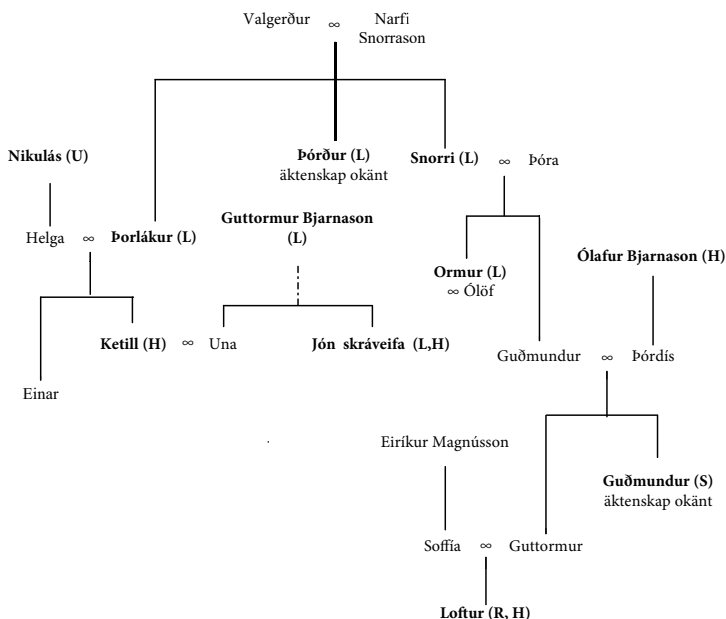 Valgerður ∞ Narfi
Snorrason
Nikulás (U)
Þórður (L)
äktenskap okänt
Snorri (L) ∞ Þóra
Helga ∞ Þorlákur (L)
Guttormur Bjarnason
(L)
Ormur (L)
∞ Ólöf
Ólafur Bjarnason (H)
Ketill (H) ∞ Una
Jón skráveifa (L,H)
Guðmundur ∞ Þórdís
Einar
Eiríkur Magnússon
Guðmundur (S)
äktenskap okänt
Soffía ∞ Guttormur
Loftur (R, H)